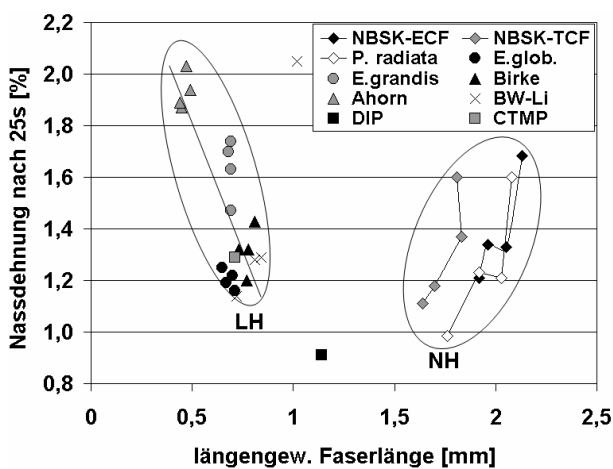 Nassdehnung nach 25s [%]
2,2
2,0
1,8
1,6
1,4
1,2
1,0
0,8
NBSK-ECF NBSK-TCF
P. radiata E.glob.
E.grandis Birke
Ahorn BW-Li
DIP CTMP
LH
NH
0 0,5 1 1,5 2 2,5
längengew. Faserlänge [mm]